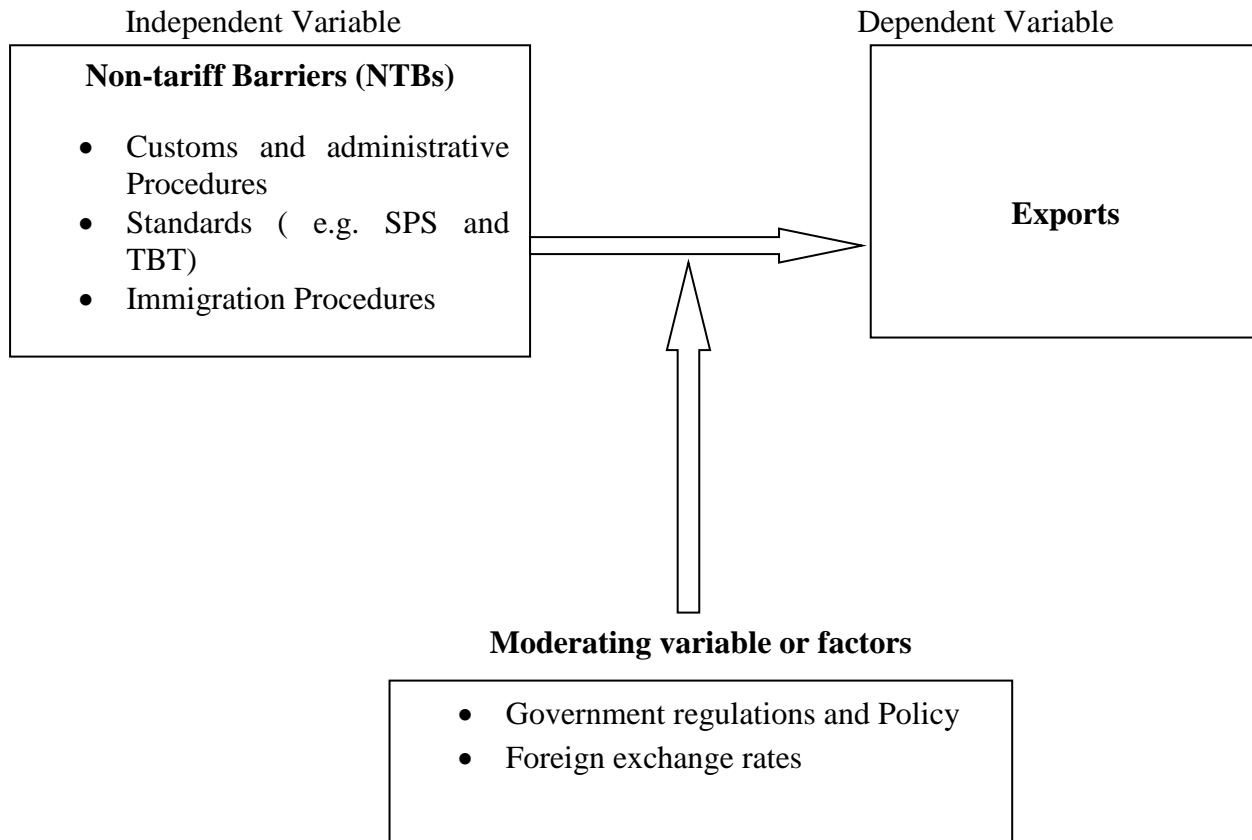 Independent Variable
Dependent Variable
Non-tariff Barriers (NTBs)
• Customs and administrative
Procedures
• Standards ( e.g. SPS and
TBT)
• Immigration Procedures
Exports
Moderating variable or factors
• Government regulations and Policy
• Foreign exchange rates